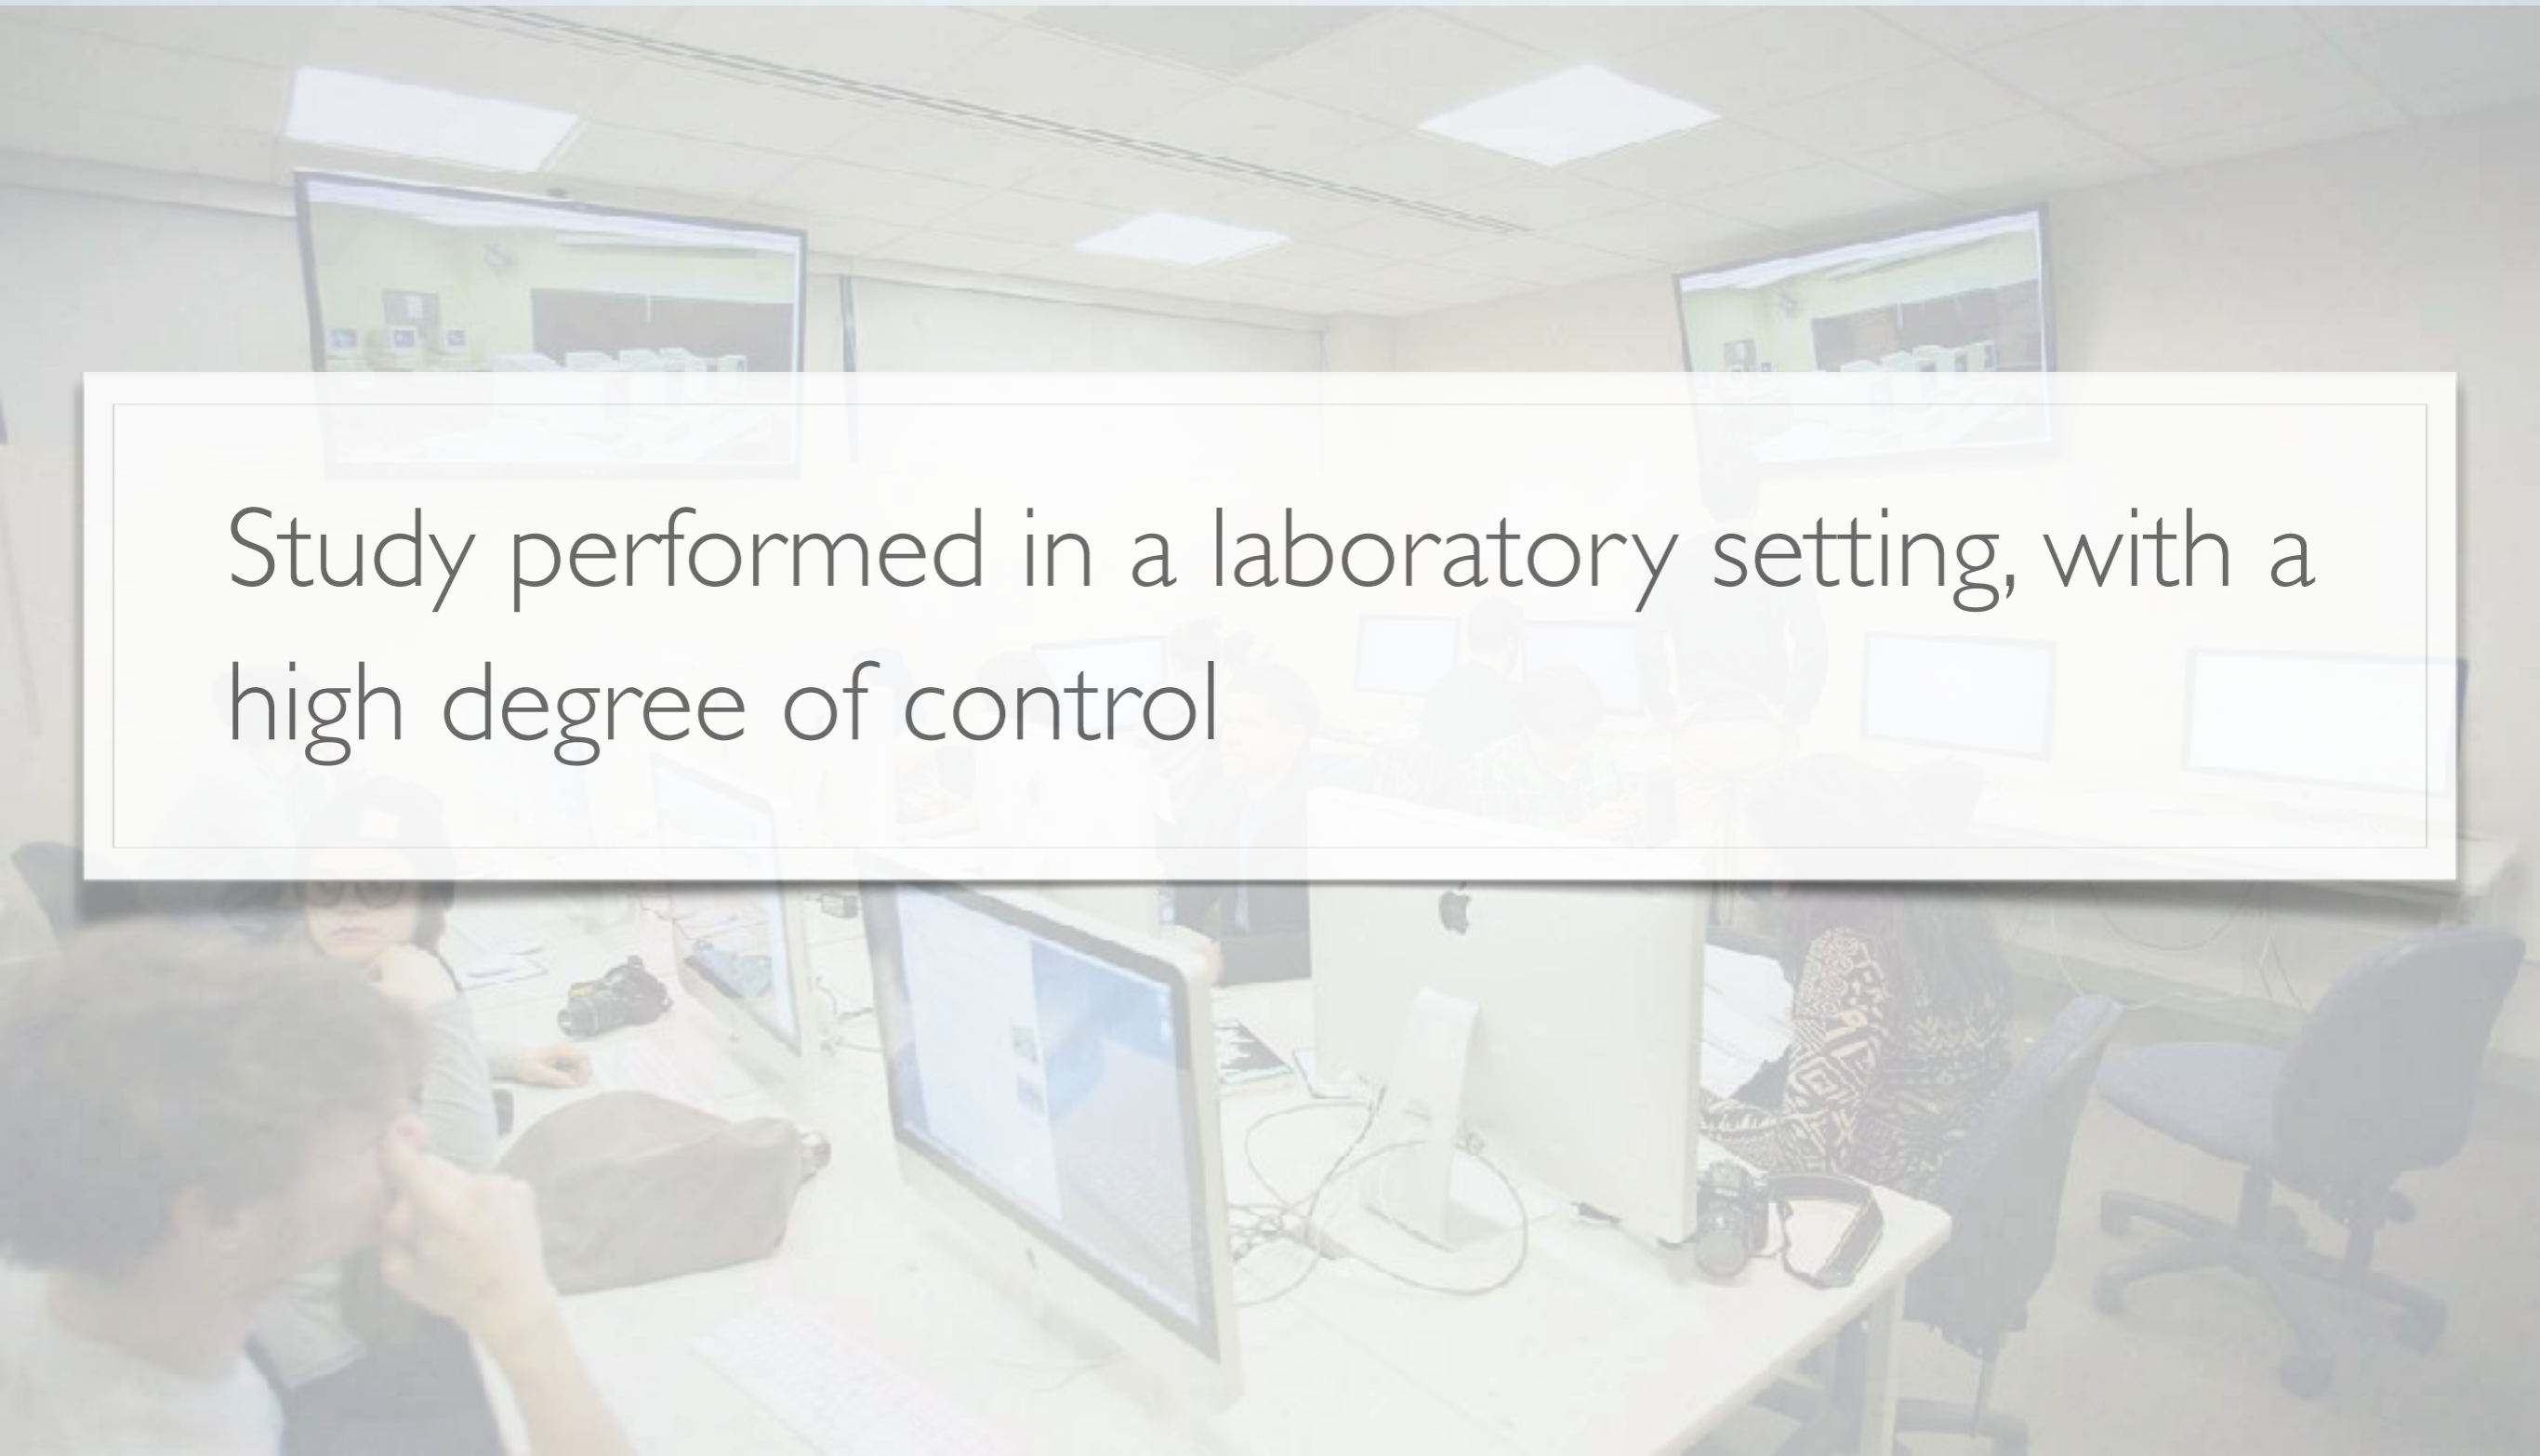 Study performed in a laboratory setting, with a
high degree of control